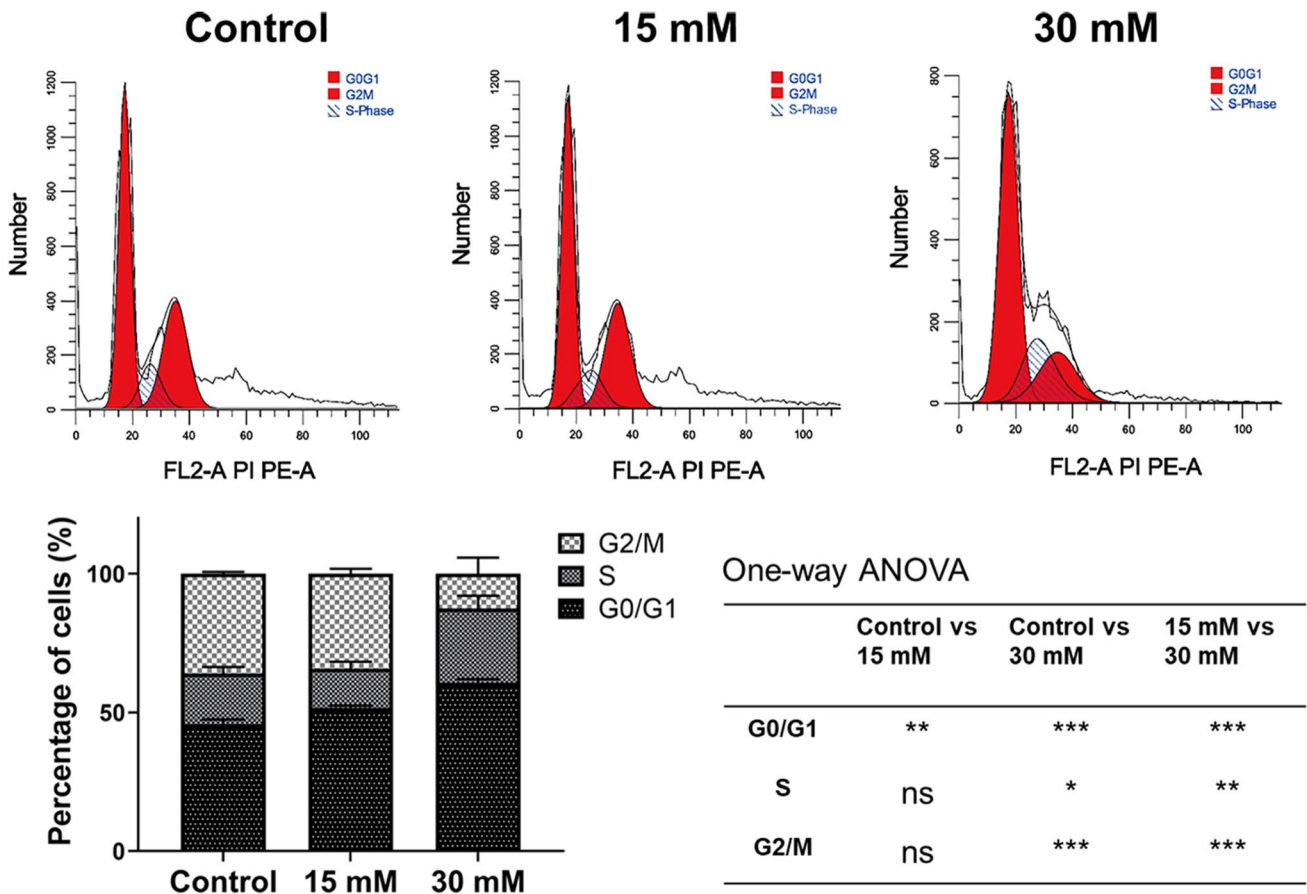 Control
15 mM
30 mM
G0G1
G2M
S-Phase
1200
1000
800
600
400
200
0
Number
0 20 40 60 80 100
FL2-A PI PE-A
G0G1
G2M
S-Phase
1200
1000
800
600
400
200
0
Number
0 20 40 60 80 100
FL2-A PI PE-A
G0G1
G2M
S-Phase
800
600
400
200
0
Number
0 20 40 60 80 100
FL2-A PI PE-A
Percentage of cells (%)
100
50
0
Control 15 mM 30 mM
G2/M
S
G0/G1
One-way ANOVA
Control vs 15 mM
Control vs 30 mM
15 mM vs 30 mM
G0/G1 ** *** ***
S ns * **
G2/M ns *** ***